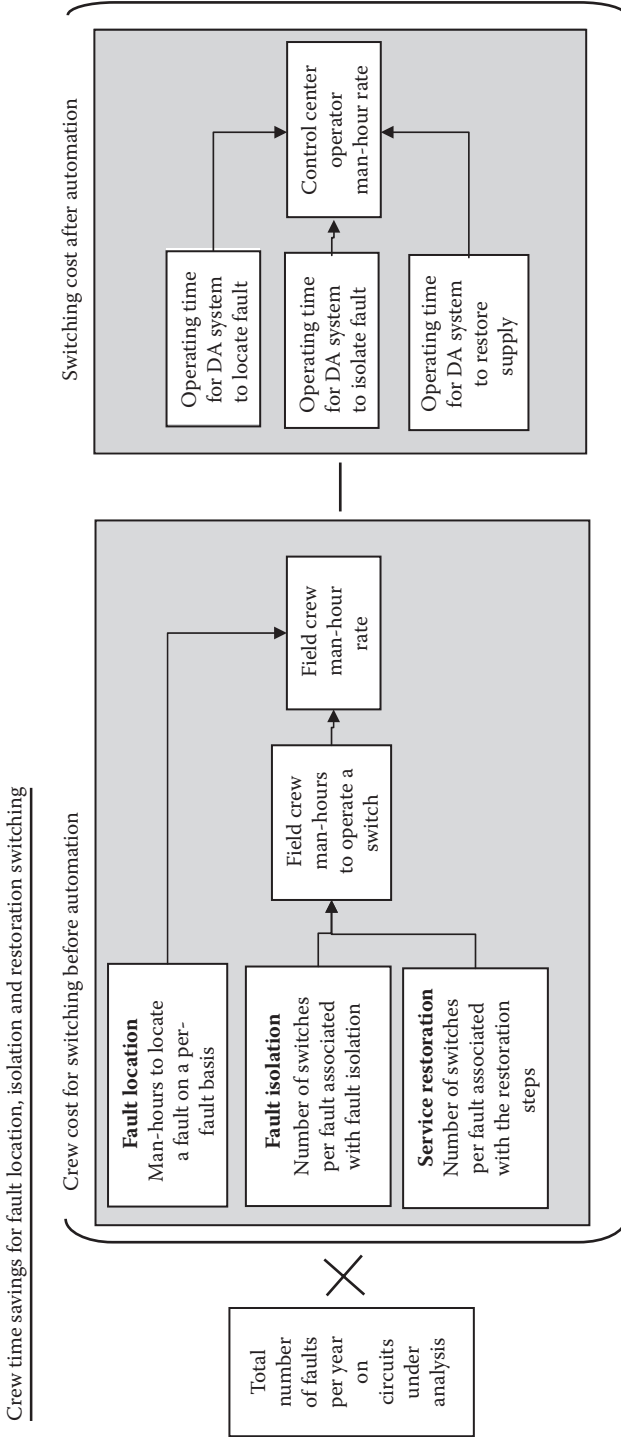 Crew time savings for fault location, isolation and restoration switching
Total
number
of faults
per year
on
circuits
under
analysis
Crew cost for switching before automation
Fault location
Man-hours to locate
a fault on a per-
fault basis
Fault isolation
Number of switches
per fault associated
with fault isolation
Service restoration
Number of switches
per fault associated
with the restoration
steps
Field crew
man-hours
to operate a
switch
Field crew
man-hour
rate
Switching cost after automation
Operating time
for DA system
to locate fault
Operating time
for DA system
to isolate fault
Operating time
for DA system
to restore
supply
Control center
operator
man-hour rate